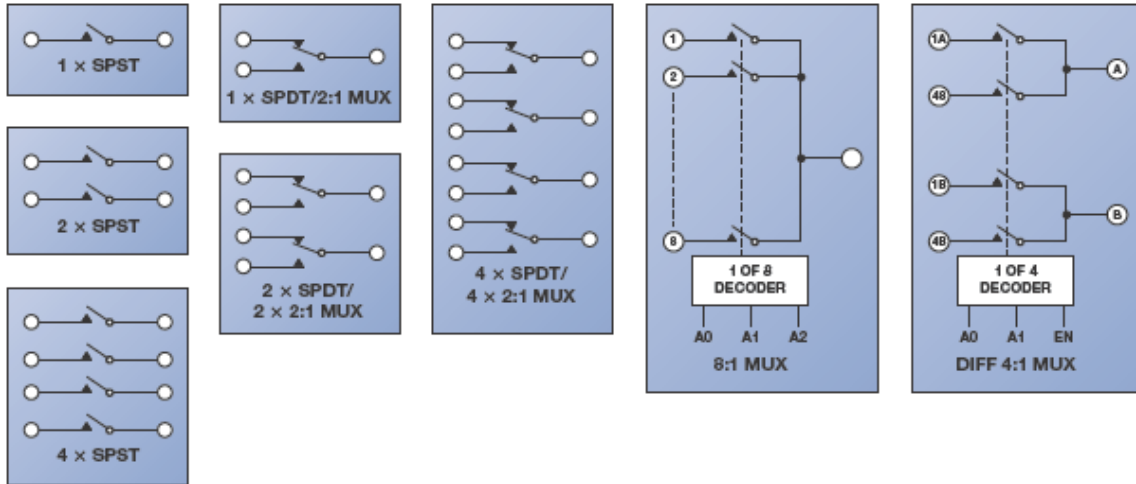 1 × SPST
2 × SPST
4 × SPST
1 × SPDT/2:1 MUX
2 × SPDT/
2 × 2:1 MUX
4 × SPDT/
4 × 2:1 MUX
1
2
8
1 OF 8
DECODER
A0 A1 A2
8:1 MUX
1A
4B
A
1B
4B
B
1 OF 4
DECODER
A0 A1 EN
DIFF 4:1 MUX